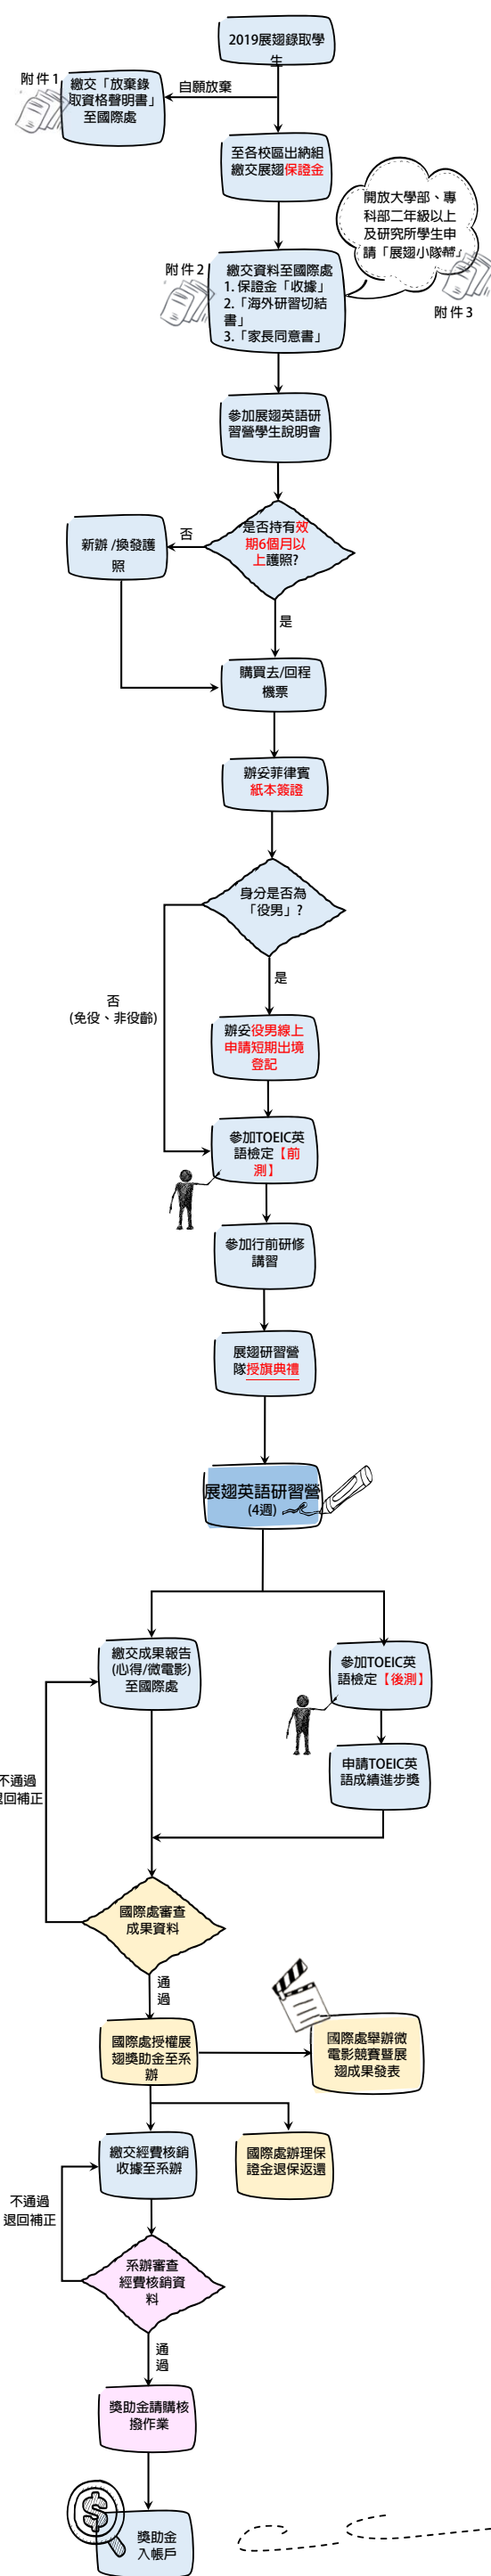 2019展翅錄取學
生
附件1
繳交「放棄錄
取資格聲明書」
至國際處
自願放棄
至各校區出納組
繳交展翅保證金
開放大學部、專
科部二年級以上
及研究所學生申
請「展翅小隊輔」
附件3
附件2
繳交資料至國際處
1. 保證金「收據」
2.「海外研習切結
書」
3.「家長同意書」
參加展翅英語研
習營學生說明會
是否持有效
期6個月以
上護照?
否
新辦 /換發護
照
是
購買去/回程
機票
辦妥菲律賓
紙本簽證
身分是否為
「役男」?
否
(免役、非役齡)
是
辦妥役男線上
申請短期出境
登記
參加TOEIC英
語檢定【前
測】
參加行前研修
講習
展翅研習營
隊授旗典禮
展翅英語研習營
(4週)
繳交成果報告
(心得/微電影)
至國際處
參加TOEIC英
語檢定【後測】
申請TOEIC英
語成績進步獎
不通過
退回補正
國際處審查
成果資料
通
過
國際處授權展
翅獎助金至系
辦
國際處舉辦微
電影競賽暨展
翅成果發表
繳交經費核銷
收據至系辦
國際處辦理保
證金退保返還
不通過
退回補正
系辦審查
經費核銷資
料
通
過
獎助金請購核
撥作業
獎助金
入帳戶